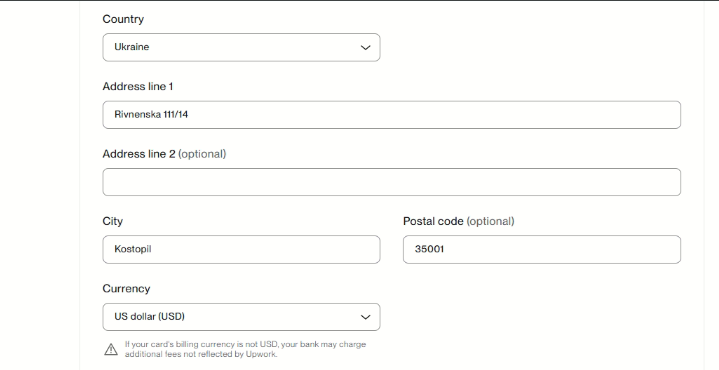 Country
Ukraine
Address line 1
Rivnenska 111/14
Address line 2 (optional)
City
Postal code (optional)
Kostopil
35001
Currency
US dollar (USD)
If your card's billing currency is not USD, your bank may charge
additional fees not reflected by Upwork.